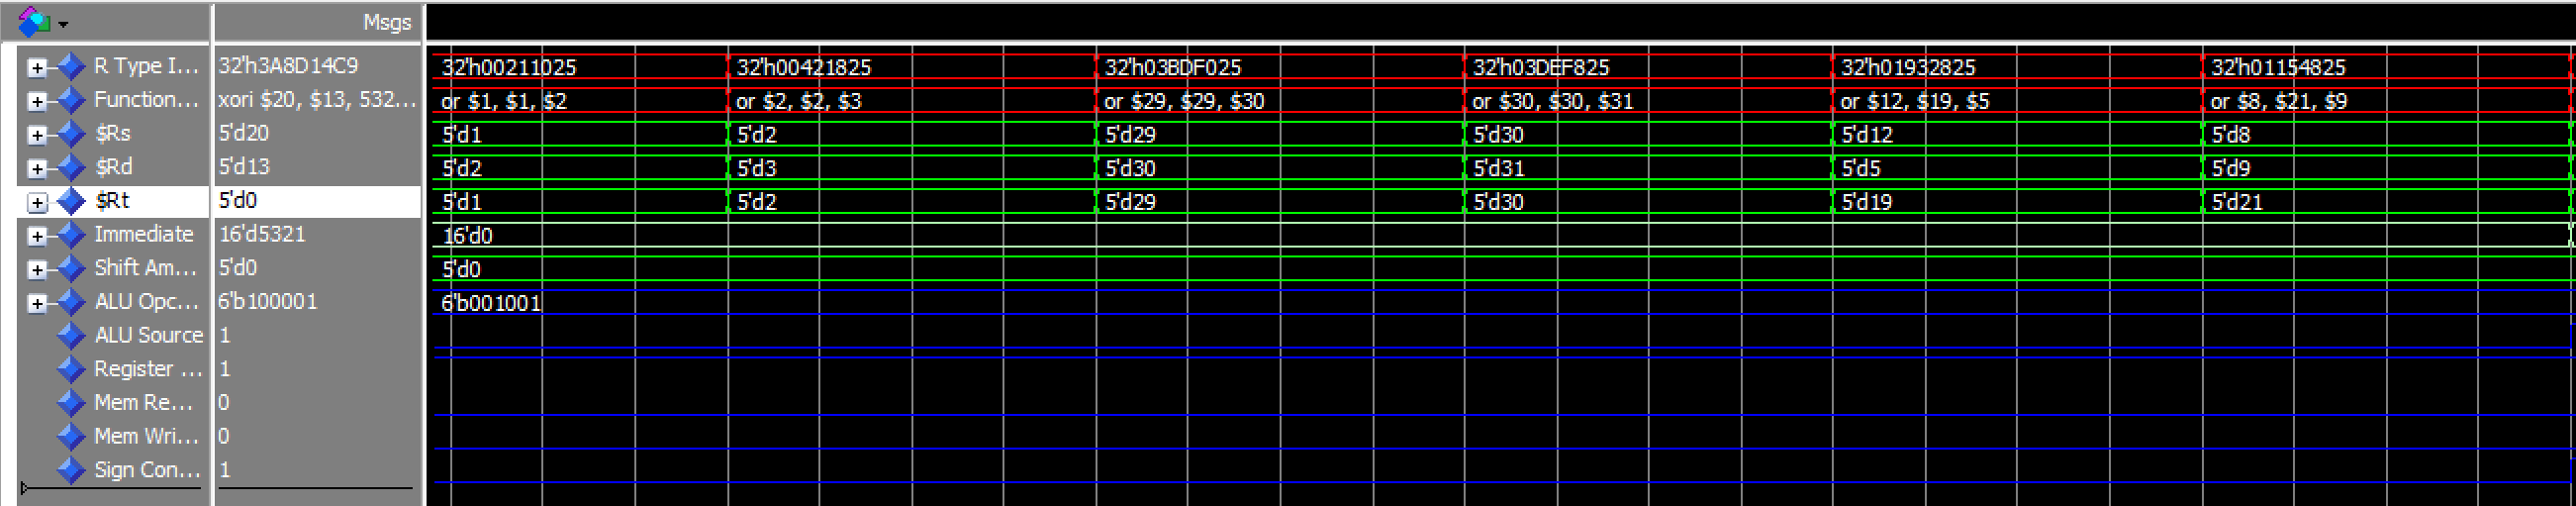 Msgs
R Type I... 32'h3A8D14C9 32'h00211025 32'h00421825 32'h03BDF025 32'h03DEF825 32'h01932825 32'h01154825
Function... xori $20, $13, 532... or $1, $1, $2 or $2, $2, $3 or $29, $29, $30 or $30, $30, $31 or $12, $19, $5 or $8, $21, $9
$Rs 5'd20 5'd1 5'd2 5'd29 5'd30 5'd12 5'd8
$Rd 5'd13 5'd2 5'd3 5'd30 5'd31 5'd5 5'd9
$Rt 5'd0 5'd1 5'd2 5'd29 5'd30 5'd19 5'd21
Immediate 16'd5321 16'd0
Shift Am... 5'd0 5'd0
ALU Opc... 6'b100001 6'b001001
ALU Source 1
Register ... 1
Mem Re... 0
Mem Wri... 0
Sign Con... 1